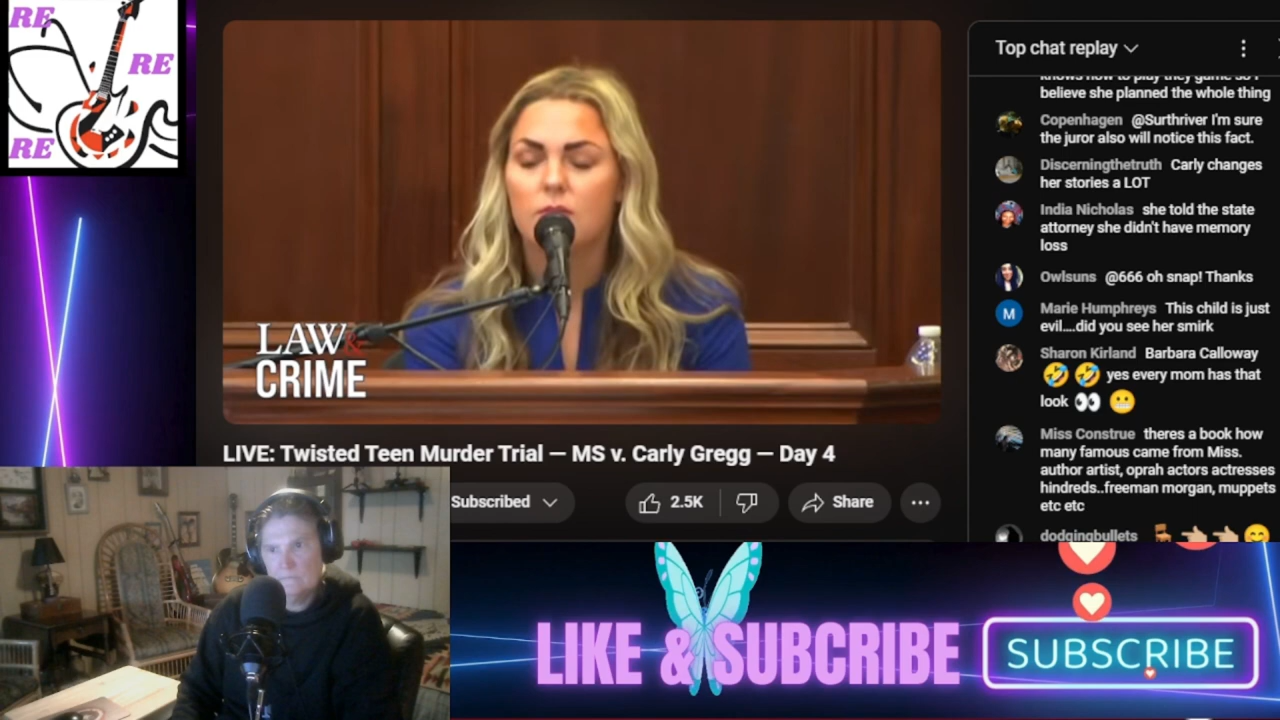 RE
RE
RE
LAW&
CRIME
LIVE: Twisted Teen Murder Trial — MS v. Carly Gregg — Day 4
Subscribed
2.5K
Share
Top chat replay
knows how to play they game so I
believe she planned the whole thing
Copenhagen @Surthriver I'm sure
the juror also will notice this fact.
Discerningthetruth Carly changes
her stories a LOT
India Nicholas she told the state
attorney she didn't have memory
loss
Owlsuns @666 oh snap! Thanks
M
Marie Humphreys This child is just
evil....did you see her smirk
Sharon Kirland Barbara Calloway
🤣🤣 yes every mom has that
look 👀 😬
Miss Construe theres a book how
many famous came from Miss.
author artist, oprah actors actresses
hindreds..freeman morgan, muppets
etc etc
dodgingbullets
LIKE & SUBCRIBE
SUBSCRIBE